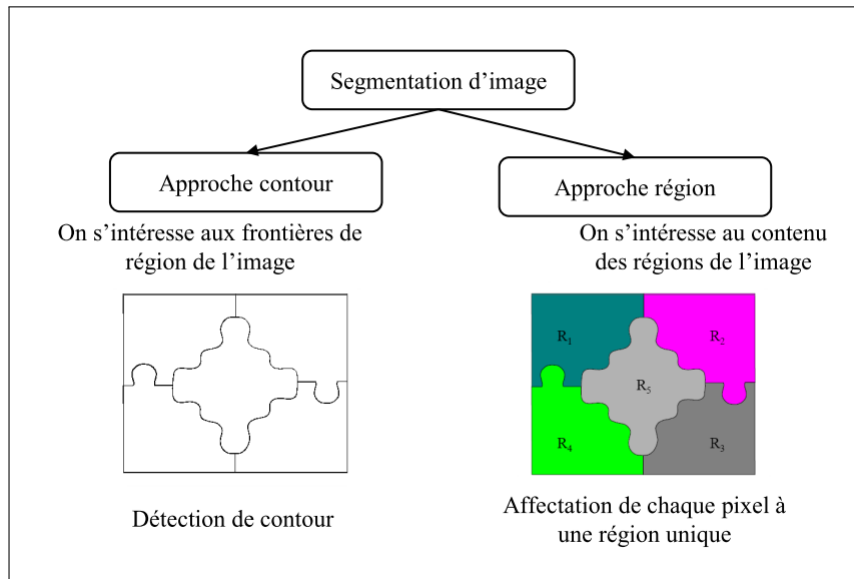 Segmentation d'image
Approche contour
Approche région
On s'intéresse aux frontières de
région de l'image
On s'intéresse au contenu
des régions de l'image
R₁
R₂
R₅
R₄
R₃
Détection de contour
Affectation de chaque pixel à
une région unique